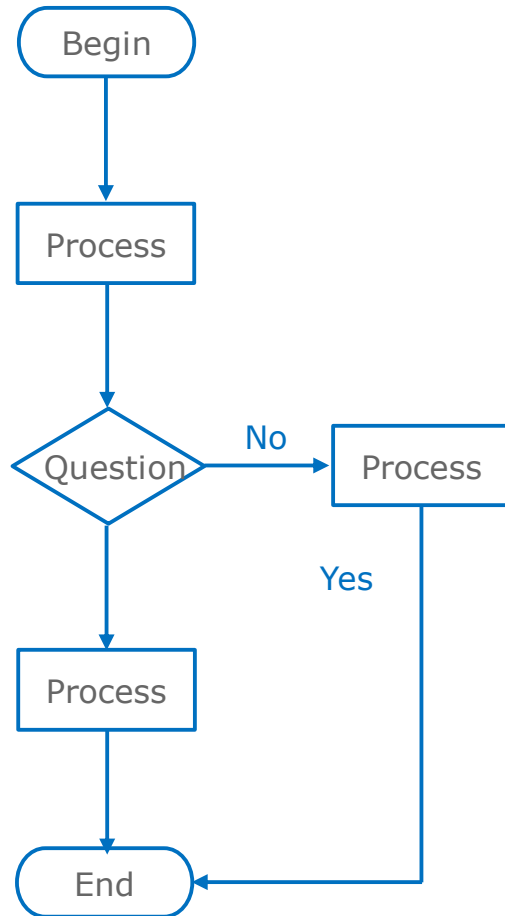 Begin
Process
Question
No
Process
Yes
Process
End